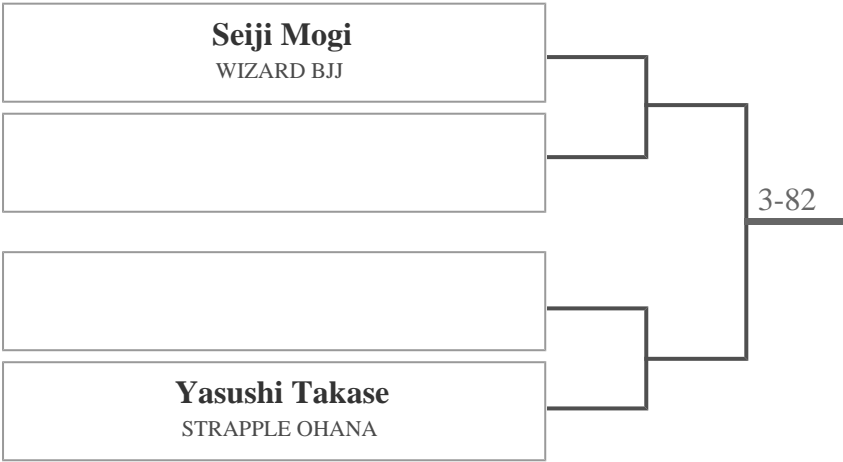 Seiji Mogi
WIZARD BJJ
3-82
Yasushi Takase
STRAPPLE OHANA